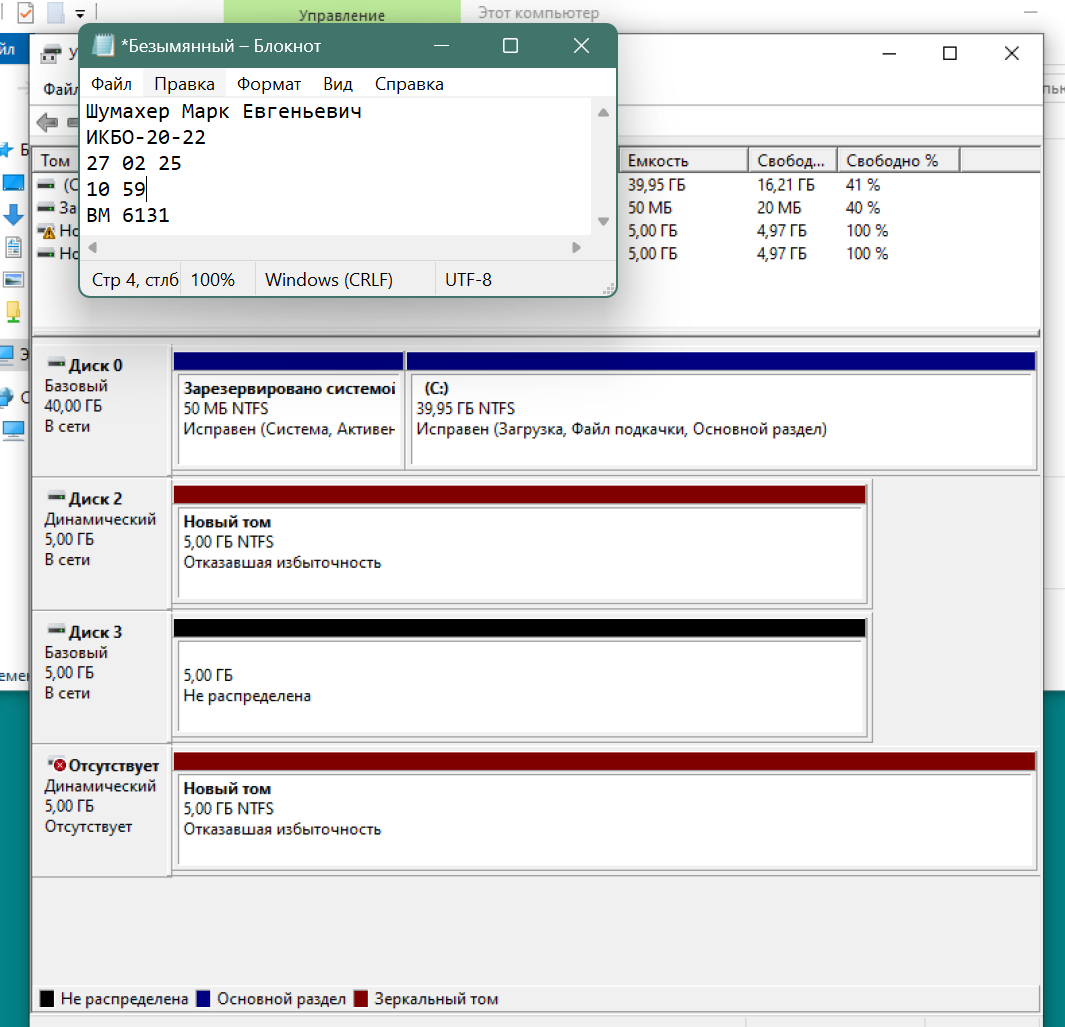 Управление
Этот компьютер
*Безымянный – Блокнот
Файл Правка Формат Вид Справка
Шумахер Марк Евгеньевич
ИКБО-20-22
27 02 25
10 59
ВМ 6131
Стр 4, стлб 100% Windows (CRLF) UTF-8
Том Емкость Свобод... Свободно %
39,95 ГБ 16,21 ГБ 41 %
50 МБ 20 МБ 40 %
5,00 ГБ 4,97 ГБ 100 %
5,00 ГБ 4,97 ГБ 100 %
Диск 0
Базовый
40,00 ГБ
В сети
Зарезервировано системой
50 МБ NTFS
Исправен (Система, Активен
(C:)
39,95 ГБ NTFS
Исправен (Загрузка, Файл подкачки, Основной раздел)
Диск 2
Динамический
5,00 ГБ
В сети
Новый том
5,00 ГБ NTFS
Отказавшая избыточность
Диск 3
Базовый
5,00 ГБ
В сети
5,00 ГБ
Не распределена
Отсутствует
Динамический
5,00 ГБ
Отсутствует
Новый том
5,00 ГБ NTFS
Отказавшая избыточность
Не распределена Основной раздел Зеркальный том